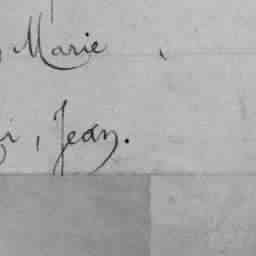 , Marie
i, Jean.